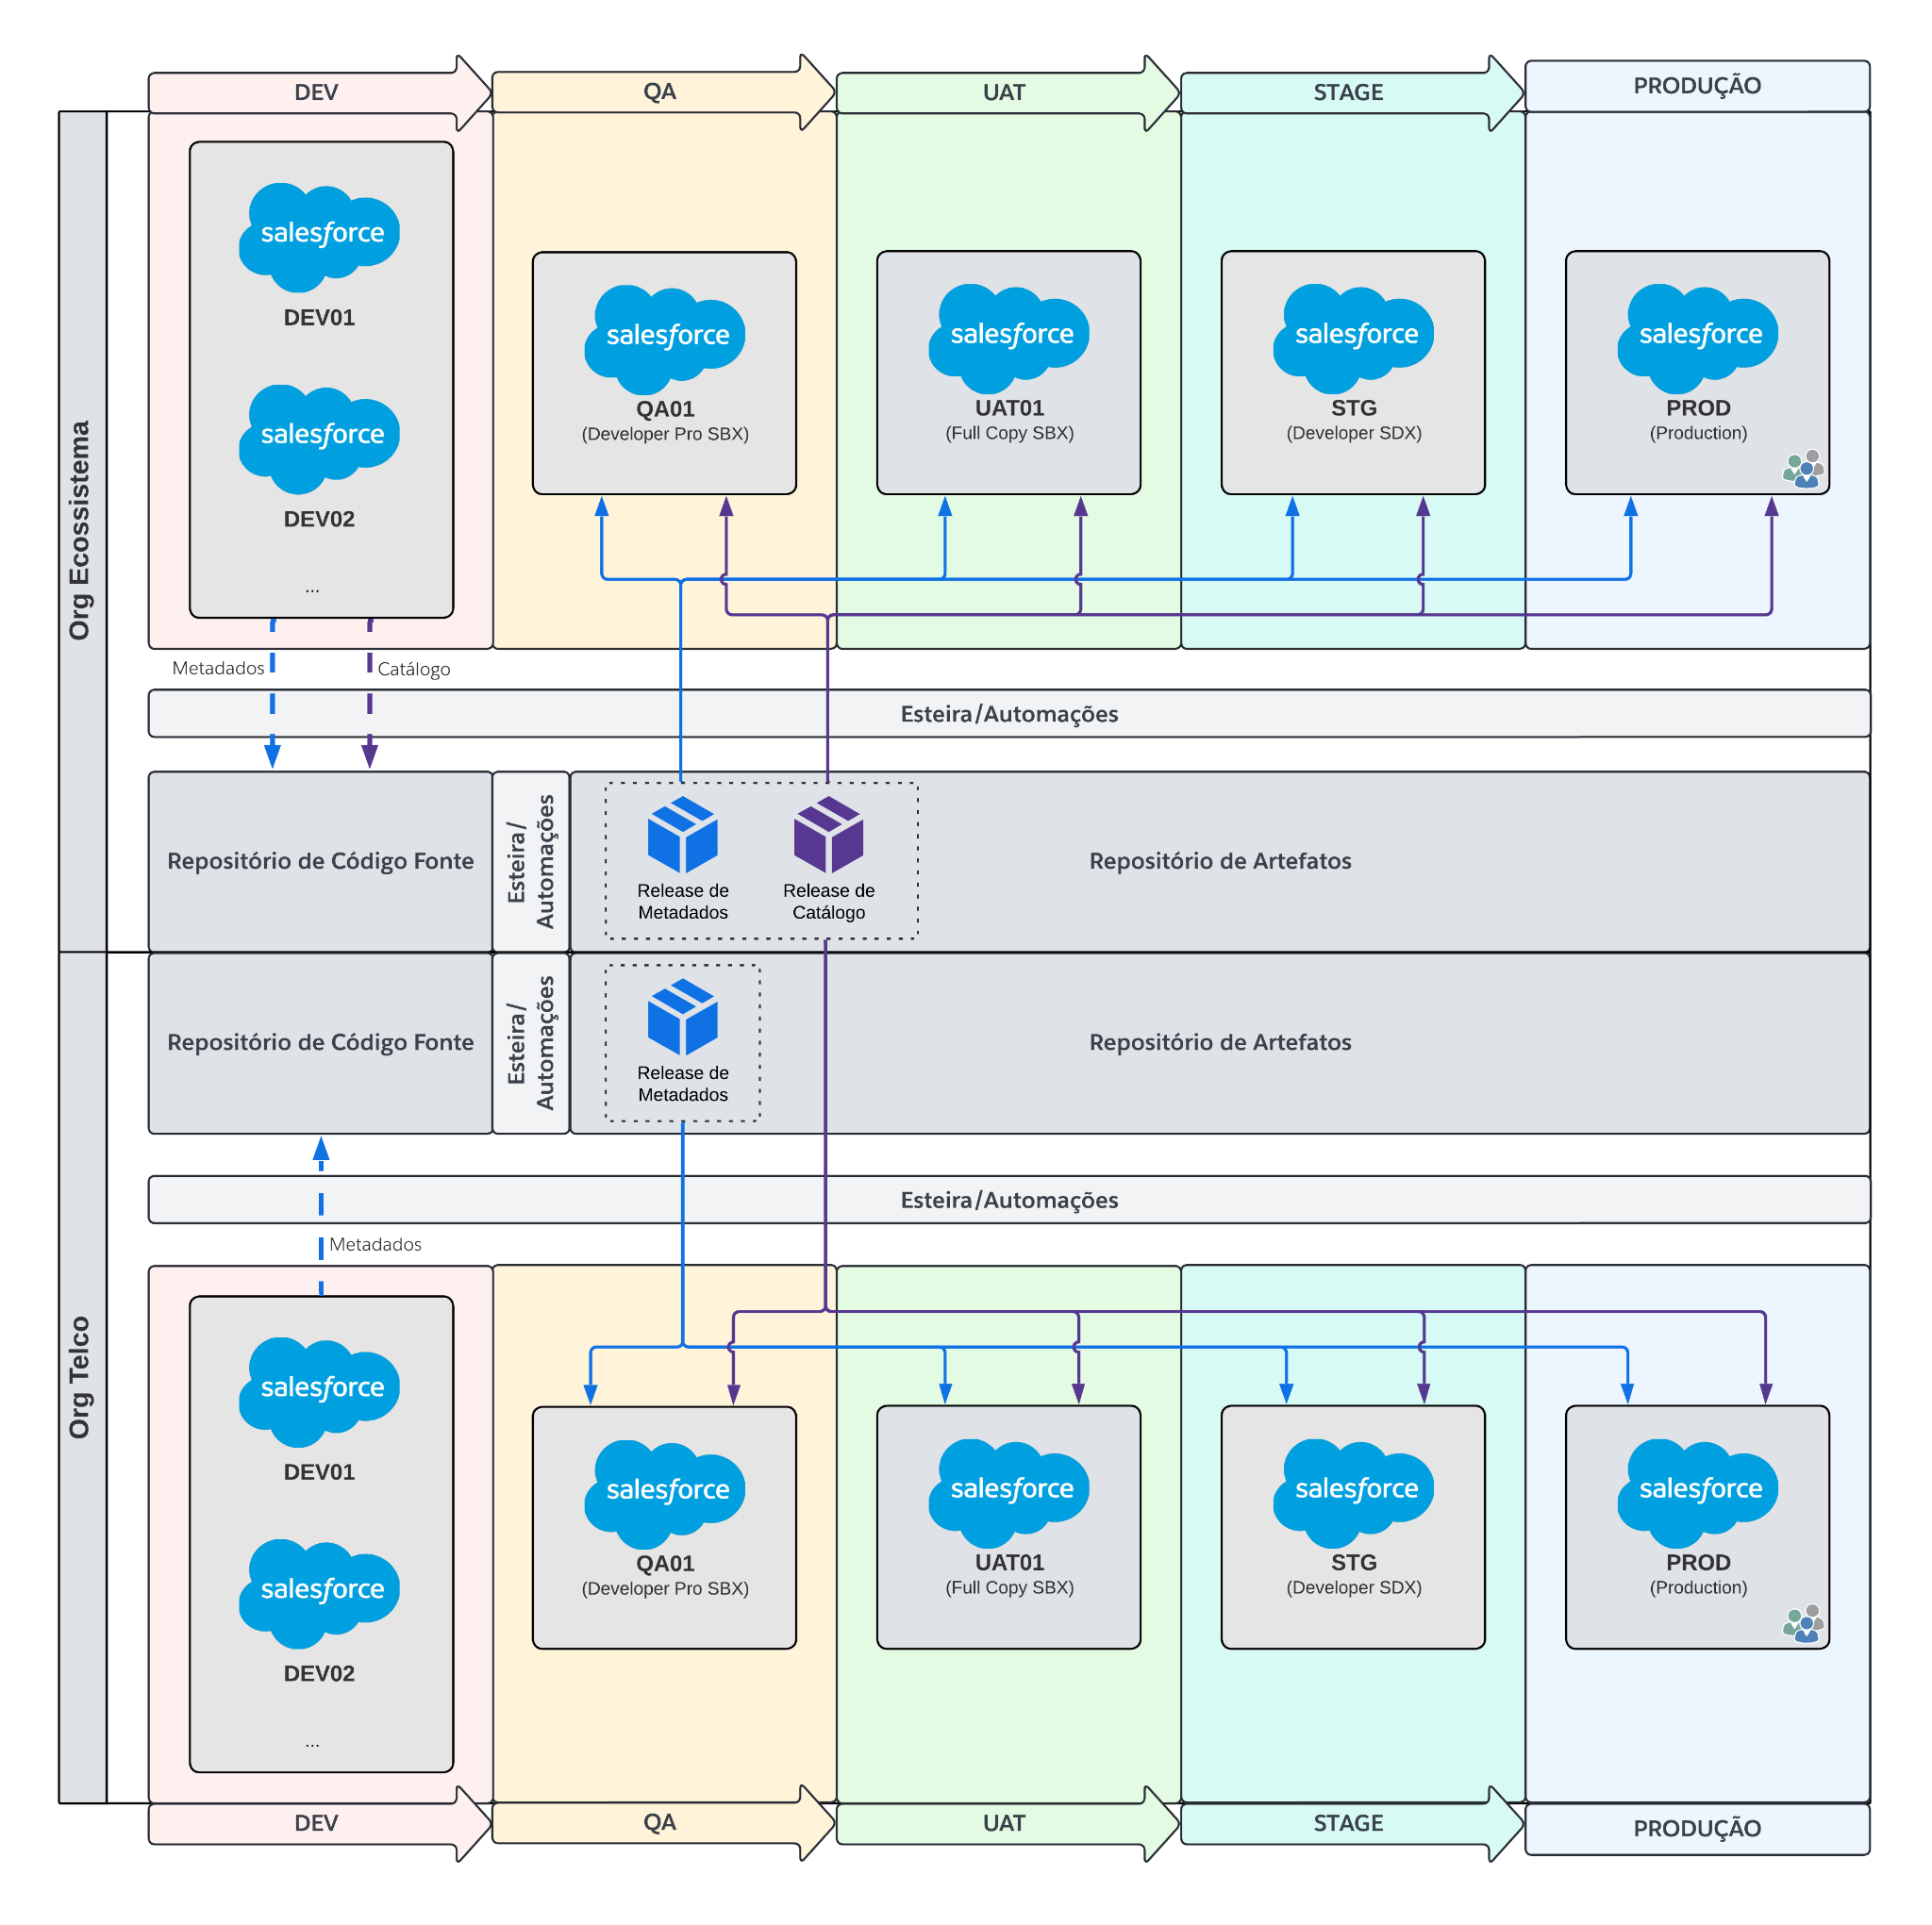 DEV
QA
UAT
STAGE
PRODUÇÃO
Org Ecossistema
salesforce
DEV01
salesforce
DEV02
...
salesforce
QA01
(Developer Pro SBX)
salesforce
UAT01
(Full Copy SBX)
salesforce
STG
(Developer SDX)
salesforce
PROD
(Production)
Metadados
Catálogo
Esteira/Automações
Repositório de Código Fonte
Esteira/
Automações
Release de
Metadados
Release de
Catálogo
Repositório de Artefatos
Org Telco
Repositório de Código Fonte
Esteira/
Automações
Release de
Metadados
Repositório de Artefatos
Esteira/Automações
Metadados
salesforce
DEV01
salesforce
DEV02
...
salesforce
QA01
(Developer Pro SBX)
salesforce
UAT01
(Full Copy SBX)
salesforce
STG
(Developer SDX)
salesforce
PROD
(Production)
DEV
QA
UAT
STAGE
PRODUÇÃO